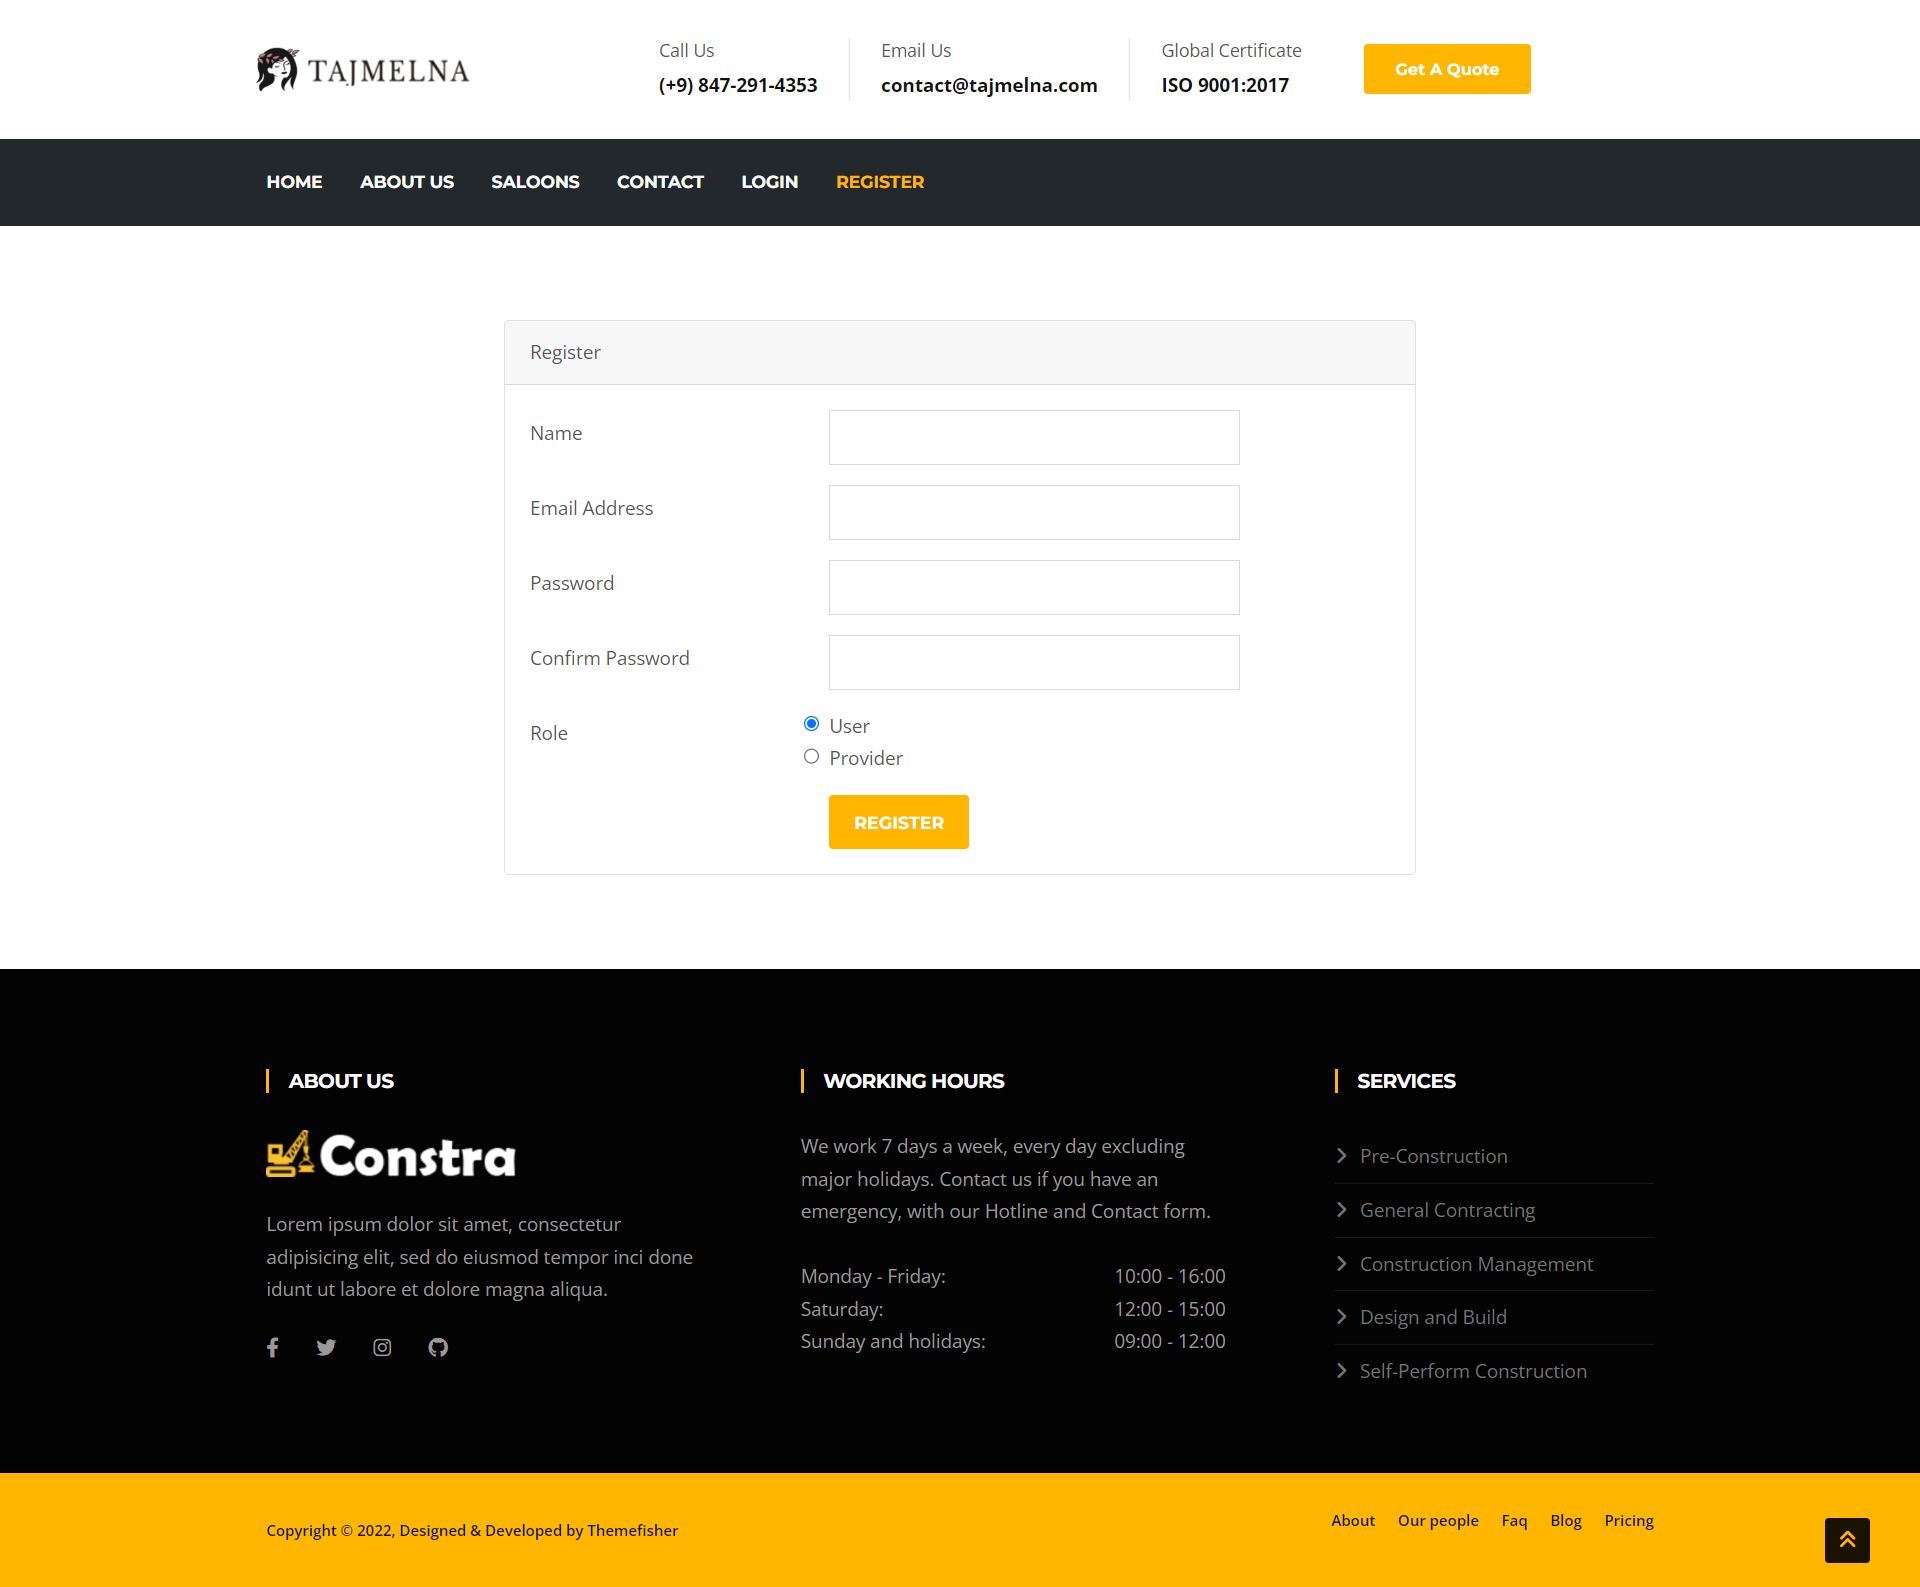 TAJMELNA
Call Us
(+9) 847-291-4353
Email Us
contact@tajmelna.com
Global Certificate
ISO 9001:2017
Get A Quote
HOME ABOUT US SALOONS CONTACT LOGIN REGISTER
Register
Name
Email Address
Password
Confirm Password
Role
User
Provider
REGISTER
ABOUT US
Constra
Lorem ipsum dolor sit amet, consectetur
adipisicing elit, sed do eiusmod tempor inci done
idunt ut labore et dolore magna aliqua.
WORKING HOURS
We work 7 days a week, every day excluding
major holidays. Contact us if you have an
emergency, with our Hotline and Contact form.
Monday - Friday: 10:00 - 16:00
Saturday: 12:00 - 15:00
Sunday and holidays: 09:00 - 12:00
SERVICES
Pre-Construction
General Contracting
Construction Management
Design and Build
Self-Perform Construction
Copyright © 2022, Designed & Developed by Themefisher
About Our people Faq Blog Pricing